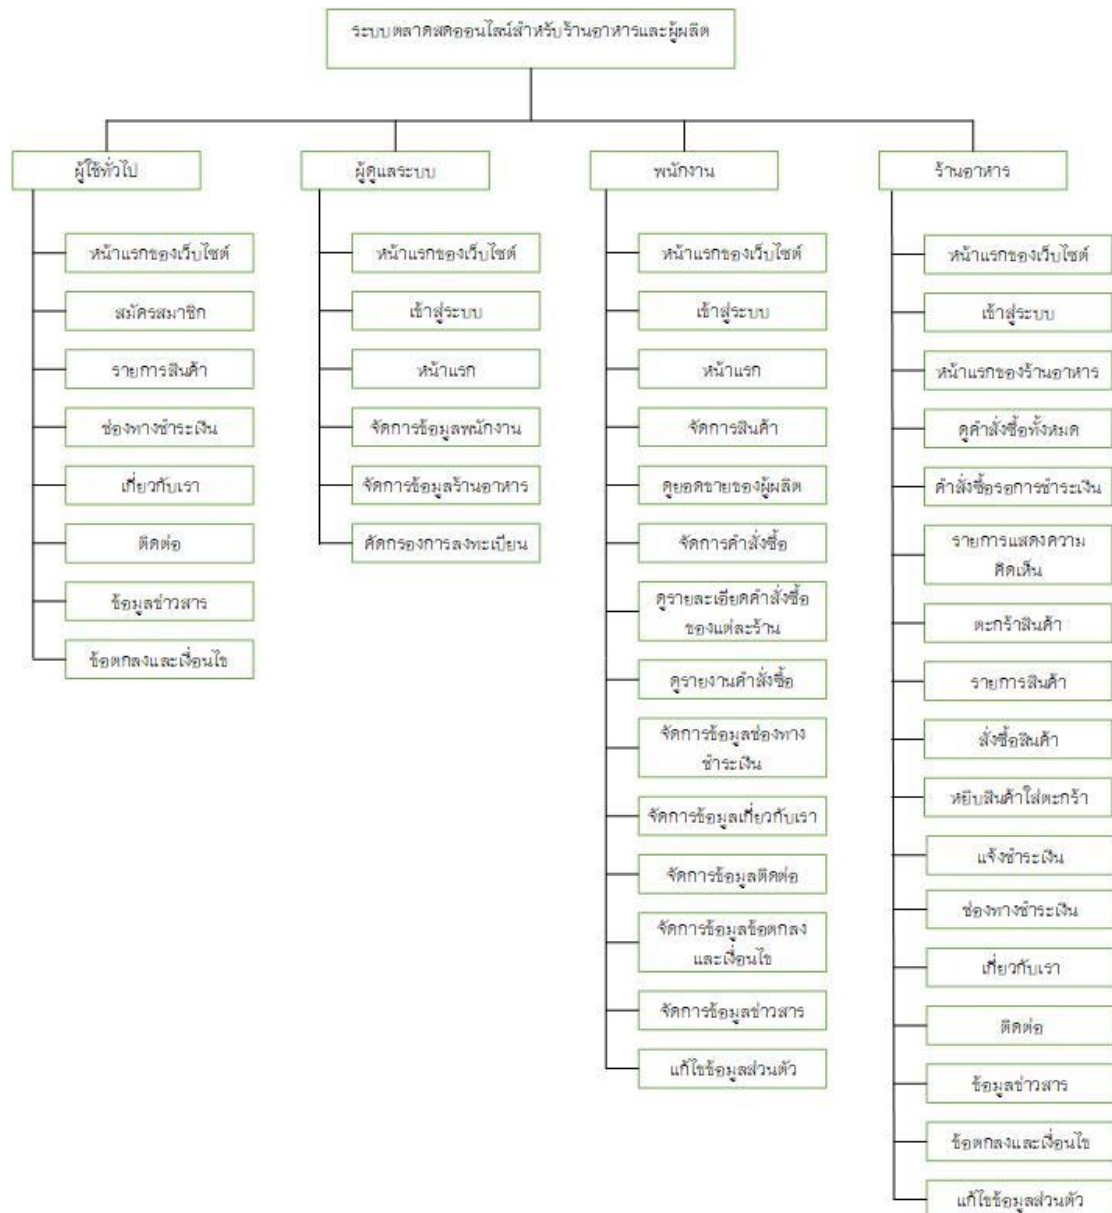 ระบบตลาดสดออนไลน์สำหรับร้านอาหารและผู้ผลิต
ผู้ใช้ทั่วไป
หน้าแรกของเว็บไซต์
สมัครสมาชิก
รายการสินค้า
ช่องทางชำระเงิน
เกี่ยวกับเรา
ติดต่อ
ข้อมูลข่าวสาร
ข้อตกลงและเงื่อนไข
ผู้ดูแลระบบ
หน้าแรกของเว็บไซต์
เข้าสู่ระบบ
หน้าแรก
จัดการข้อมูลพนักงาน
จัดการข้อมูลร้านอาหาร
คัดกรองการลงทะเบียน
พนักงาน
หน้าแรกของเว็บไซต์
เข้าสู่ระบบ
หน้าแรก
จัดการสินค้า
ดูยอดขายของผู้ผลิต
จัดการคำสั่งซื้อ
ดูรายละเอียดคำสั่งซื้อ
ของแต่ละร้าน
ดูรายงานคำสั่งซื้อ
จัดการข้อมูลช่องทาง
ชำระเงิน
จัดการข้อมูลเกี่ยวกับเรา
จัดการข้อมูลติดต่อ
จัดการข้อมูลข้อตกลง
และเงื่อนไข
จัดการข้อมูลข่าวสาร
แก้ไขข้อมูลส่วนตัว
ร้านอาหาร
หน้าแรกของเว็บไซต์
เข้าสู่ระบบ
หน้าแรกของร้านอาหาร
ดูคำสั่งซื้อทั้งหมด
คำสั่งซื้อรอการชำระเงิน
รายการแสดงความ
คิดเห็น
ตะกร้าสินค้า
รายการสินค้า
สั่งซื้อสินค้า
หยิบสินค้าใส่ตะกร้า
แจ้งชำระเงิน
ช่องทางชำระเงิน
เกี่ยวกับเรา
ติดต่อ
ข้อมูลข่าวสาร
ข้อตกลงและเงื่อนไข
แก้ไขข้อมูลส่วนตัว